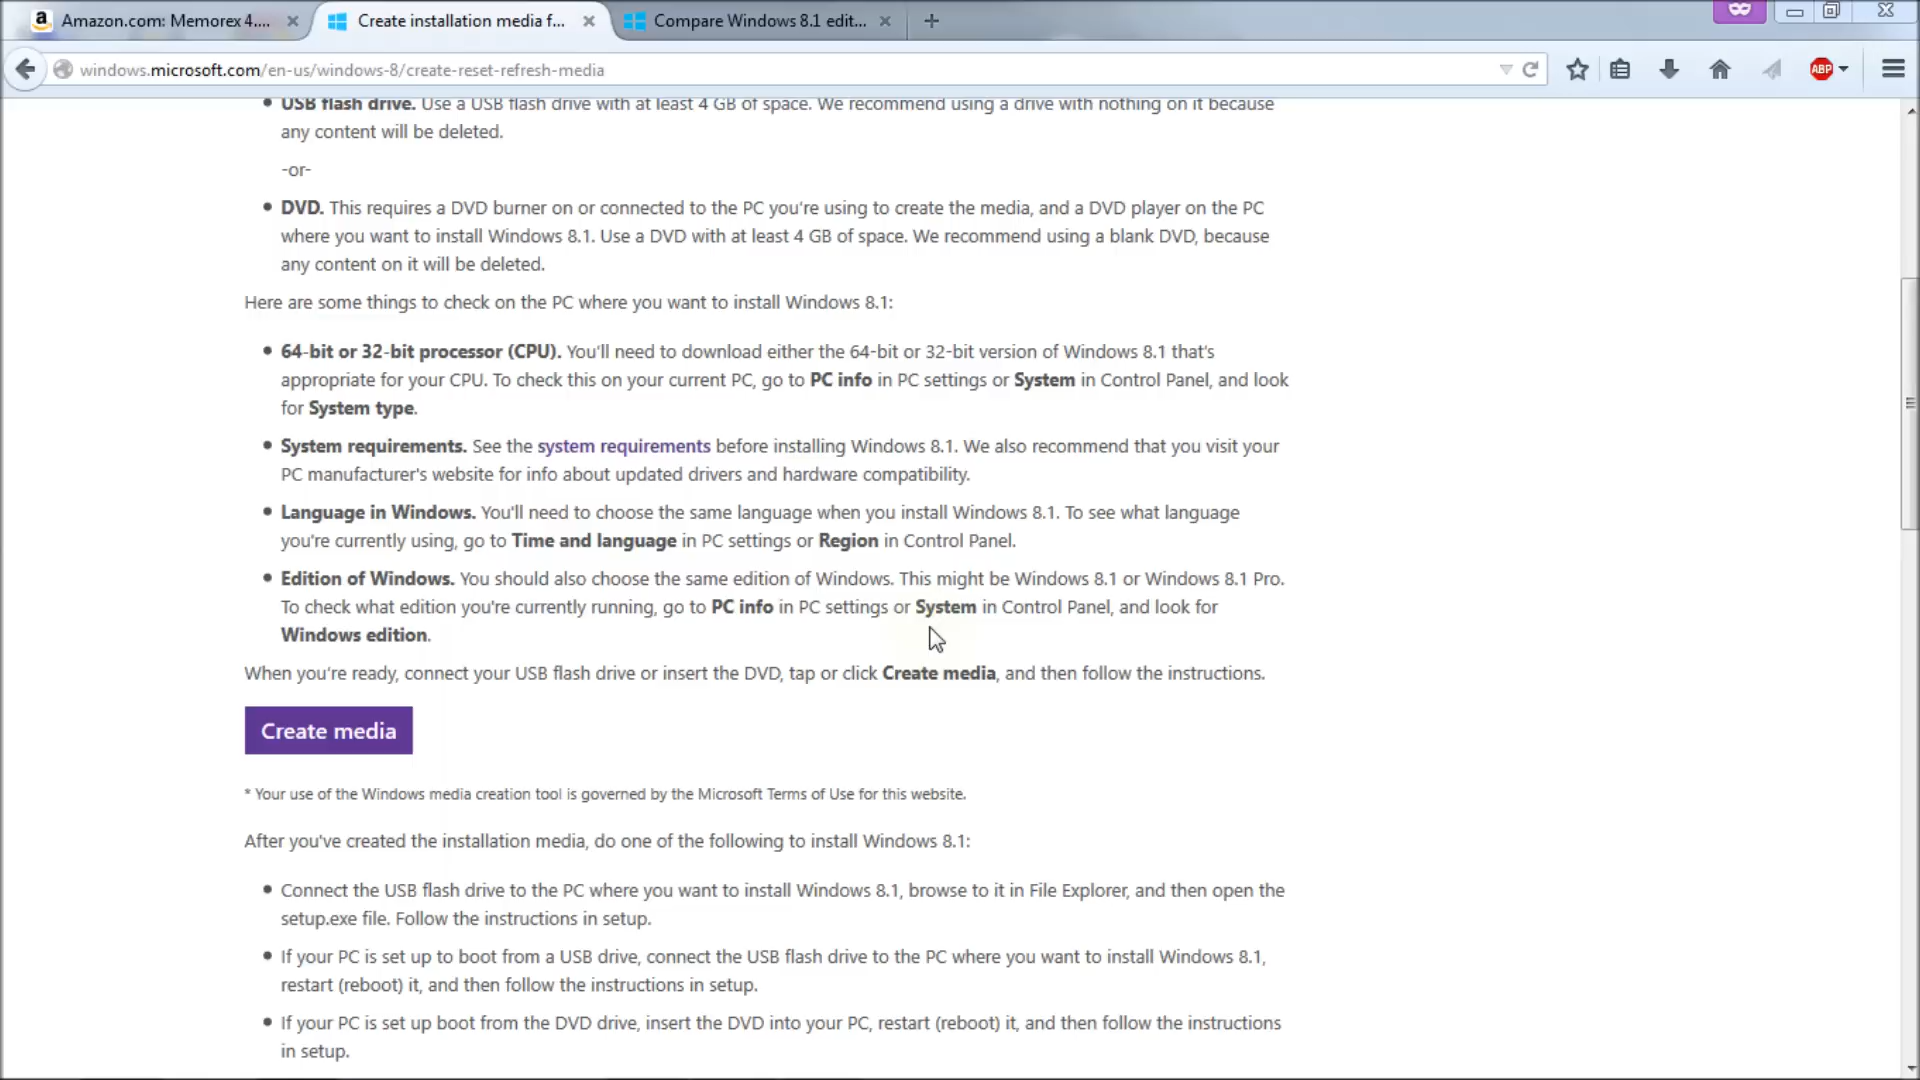 Amazon.com: Memorex 4....
Create installation media f...
Compare Windows 8.1 edit...
windows.microsoft.com/en-us/windows-8/create-reset-refresh-media
ABP
• USB flash drive. Use a USB flash drive with at least 4 GB of space. We recommend using a drive with nothing on it because
any content will be deleted.
-or-
• DVD. This requires a DVD burner on or connected to the PC you're using to create the media, and a DVD player on the PC
where you want to install Windows 8.1. Use a DVD with at least 4 GB of space. We recommend using a blank DVD, because
any content on it will be deleted.
Here are some things to check on the PC where you want to install Windows 8.1:
• 64-bit or 32-bit processor (CPU). You'll need to download either the 64-bit or 32-bit version of Windows 8.1 that's
appropriate for your CPU. To check this on your current PC, go to PC info in PC settings or System in Control Panel, and look
for System type.
• System requirements. See the system requirements before installing Windows 8.1. We also recommend that you visit your
PC manufacturer's website for info about updated drivers and hardware compatibility.
• Language in Windows. You'll need to choose the same language when you install Windows 8.1. To see what language
you're currently using, go to Time and language in PC settings or Region in Control Panel.
• Edition of Windows. You should also choose the same edition of Windows. This might be Windows 8.1 or Windows 8.1 Pro.
To check what edition you're currently running, go to PC info in PC settings or System in Control Panel, and look for
Windows edition.
When you're ready, connect your USB flash drive or insert the DVD, tap or click Create media, and then follow the instructions.
Create media
* Your use of the Windows media creation tool is governed by the Microsoft Terms of Use for this website.
After you've created the installation media, do one of the following to install Windows 8.1:
• Connect the USB flash drive to the PC where you want to install Windows 8.1, browse to it in File Explorer, and then open the
setup.exe file. Follow the instructions in setup.
• If your PC is set up to boot from a USB drive, connect the USB flash drive to the PC where you want to install Windows 8.1,
restart (reboot) it, and then follow the instructions in setup.
• If your PC is set up boot from the DVD drive, insert the DVD into your PC, restart (reboot) it, and then follow the instructions
in setup.